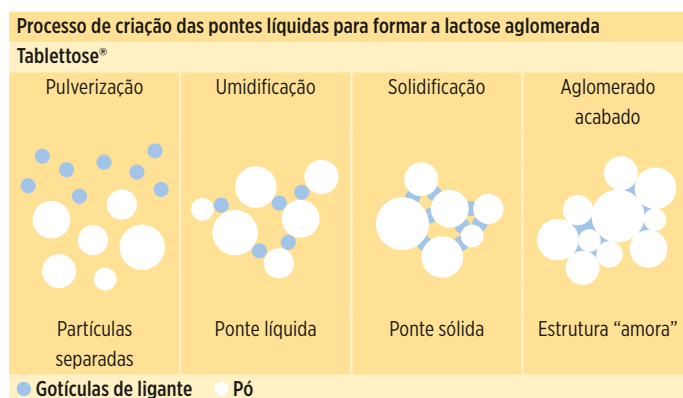 Processo de criação das pontes líquidas para formar a lactose aglomerada
Tablettose®
Pulverização
Umidificação
Solidificação
Aglomerado
acabado
Partículas
separadas
Ponte líquida
Ponte sólida
Estrutura “amora”
Gotículas de ligante
Pó